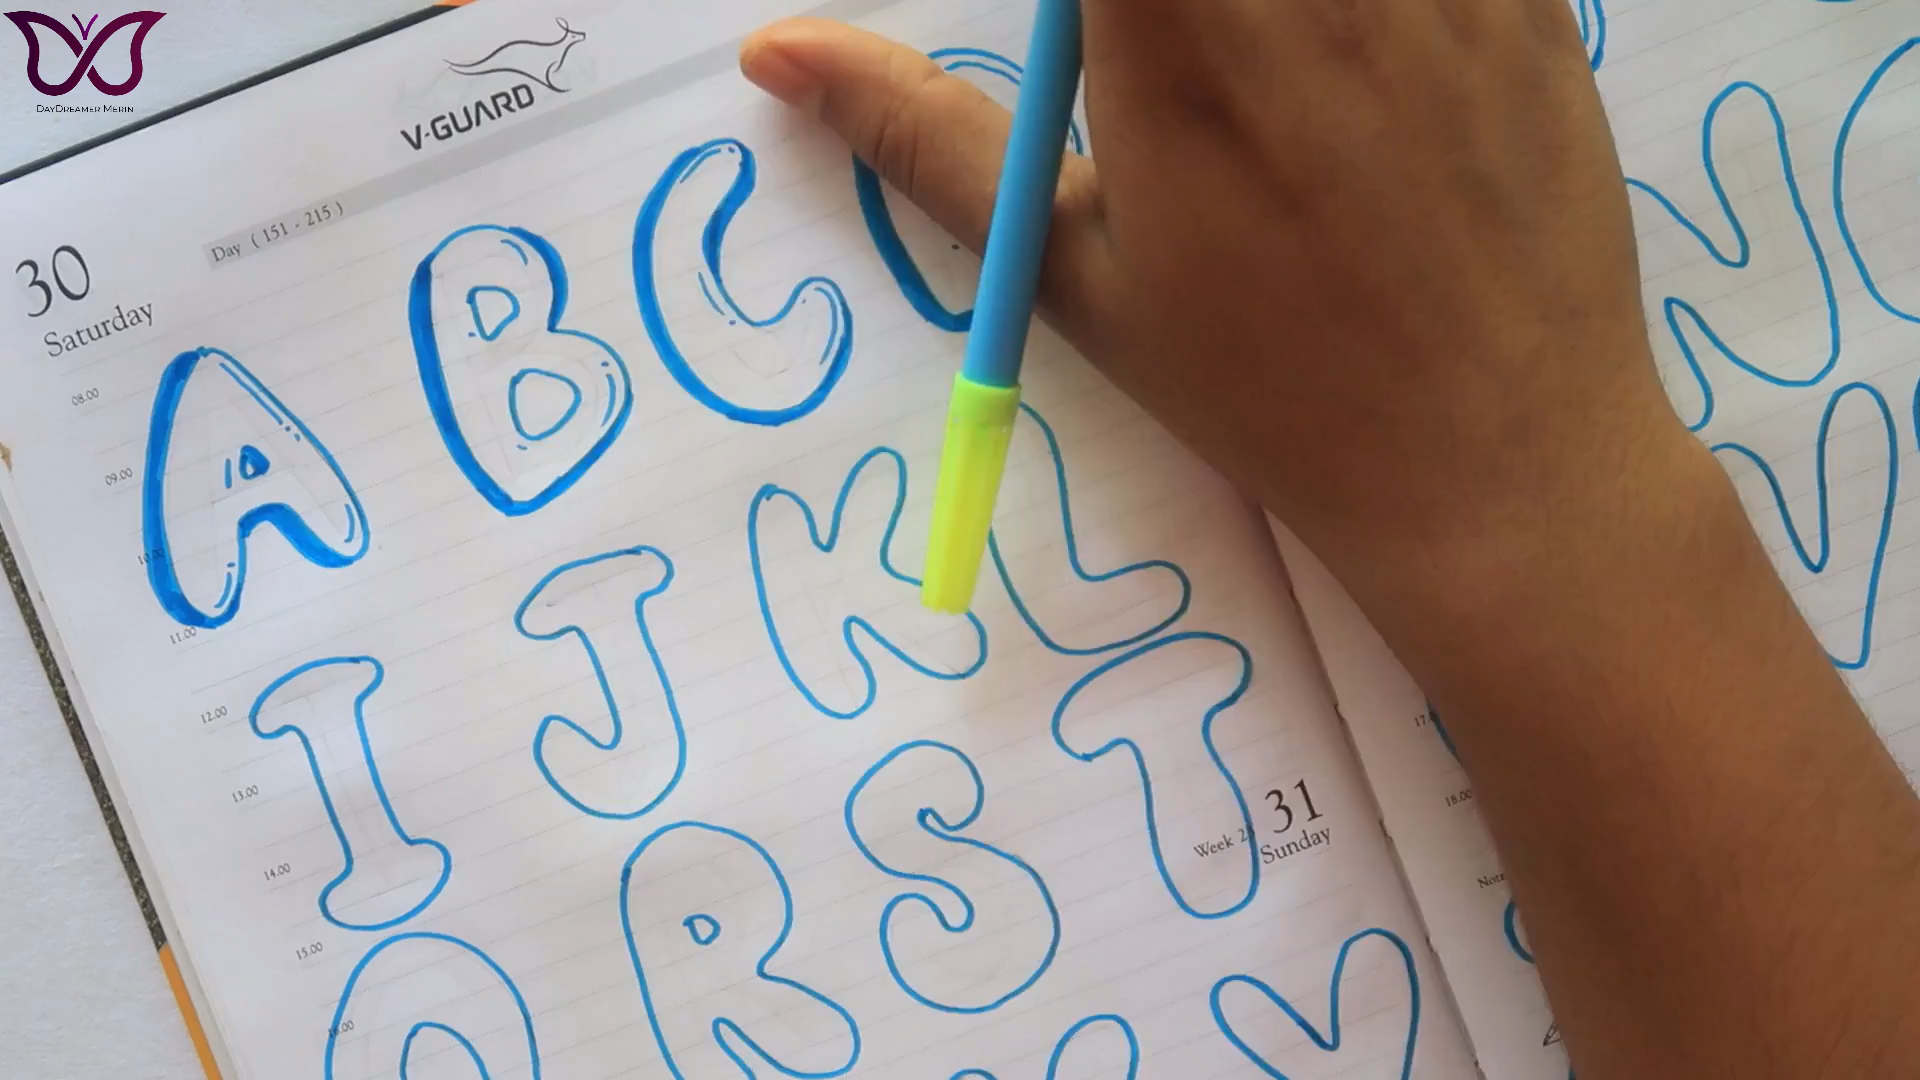 DAYDREAMER MERIN
V-GUARD
Day ( 151 - 215 )
30
Saturday
A B C
08.00
09.00
10.00
11.00
I J K L
12.00
13.00
14.00
R S T
Week
31
Sunday
15.00
16.00
18.00